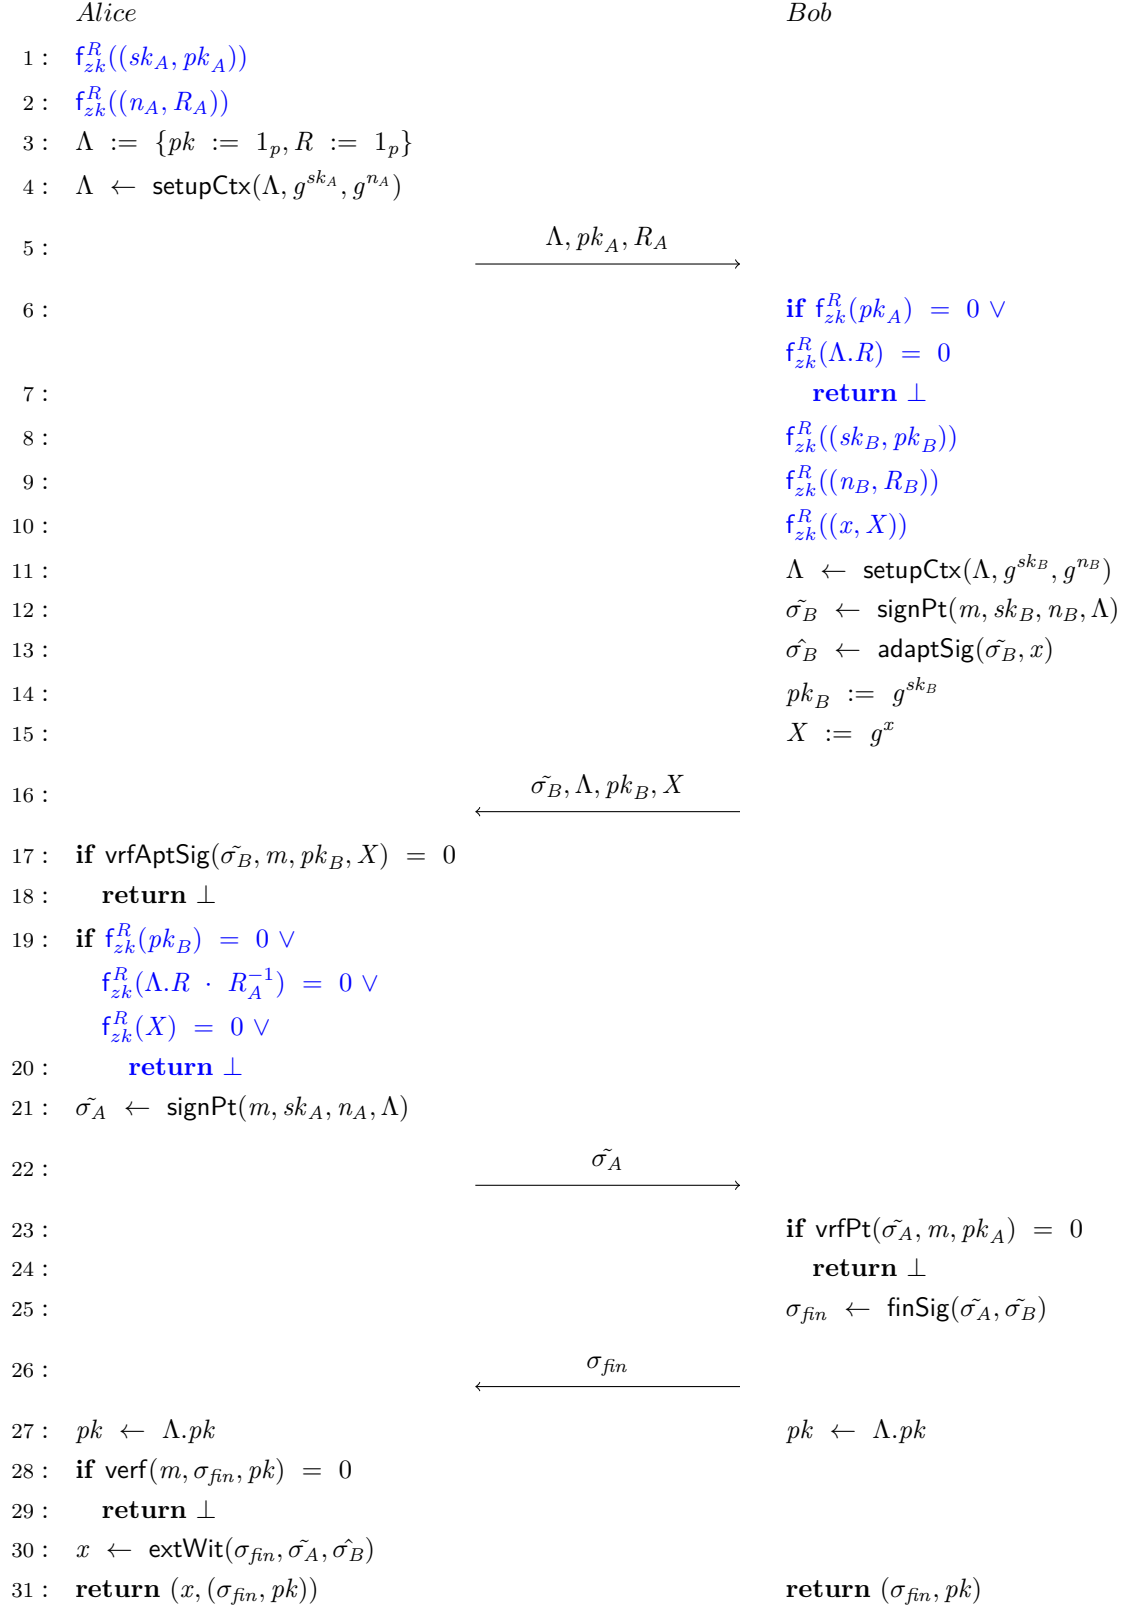 Alice Bob
1 : f_zk^R((sk_A, pk_A))
2 : f_zk^R((n_A, R_A))
3 : Λ := {pk := 1_p, R := 1_p}
4 : Λ ← setupCtx(Λ, g^{sk_A}, g^{n_A})
5 : Λ, pk_A, R_A
6 : if f_zk^R(pk_A) = 0 ∨
f_zk^R(Λ.R) = 0
7 : return ⊥
8 : f_zk^R((sk_B, pk_B))
9 : f_zk^R((n_B, R_B))
10 : f_zk^R((x, X))
11 : Λ ← setupCtx(Λ, g^{sk_B}, g^{n_B})
12 : σ̃_B ← signPt(m, sk_B, n_B, Λ)
13 : σ̂_B ← adaptSig(σ̃_B, x)
14 : pk_B := g^{sk_B}
15 : X := g^x
16 : σ̃_B, Λ, pk_B, X
17 : if vrfAptSig(σ̃_B, m, pk_B, X) = 0
18 : return ⊥
19 : if f_zk^R(pk_B) = 0 ∨
f_zk^R(Λ.R · R_A^{-1}) = 0 ∨
f_zk^R(X) = 0 ∨
20 : return ⊥
21 : σ̃_A ← signPt(m, sk_A, n_A, Λ)
22 : σ̃_A
23 : if vrfPt(σ̃_A, m, pk_A) = 0
24 : return ⊥
25 : σ_fin ← finSig(σ̃_A, σ̃_B)
26 : σ_fin
27 : pk ← Λ.pk pk ← Λ.pk
28 : if verf(m, σ_fin, pk) = 0
29 : return ⊥
30 : x ← extWit(σ_fin, σ̃_A, σ̂_B)
31 : return (x, (σ_fin, pk)) return (σ_fin, pk)